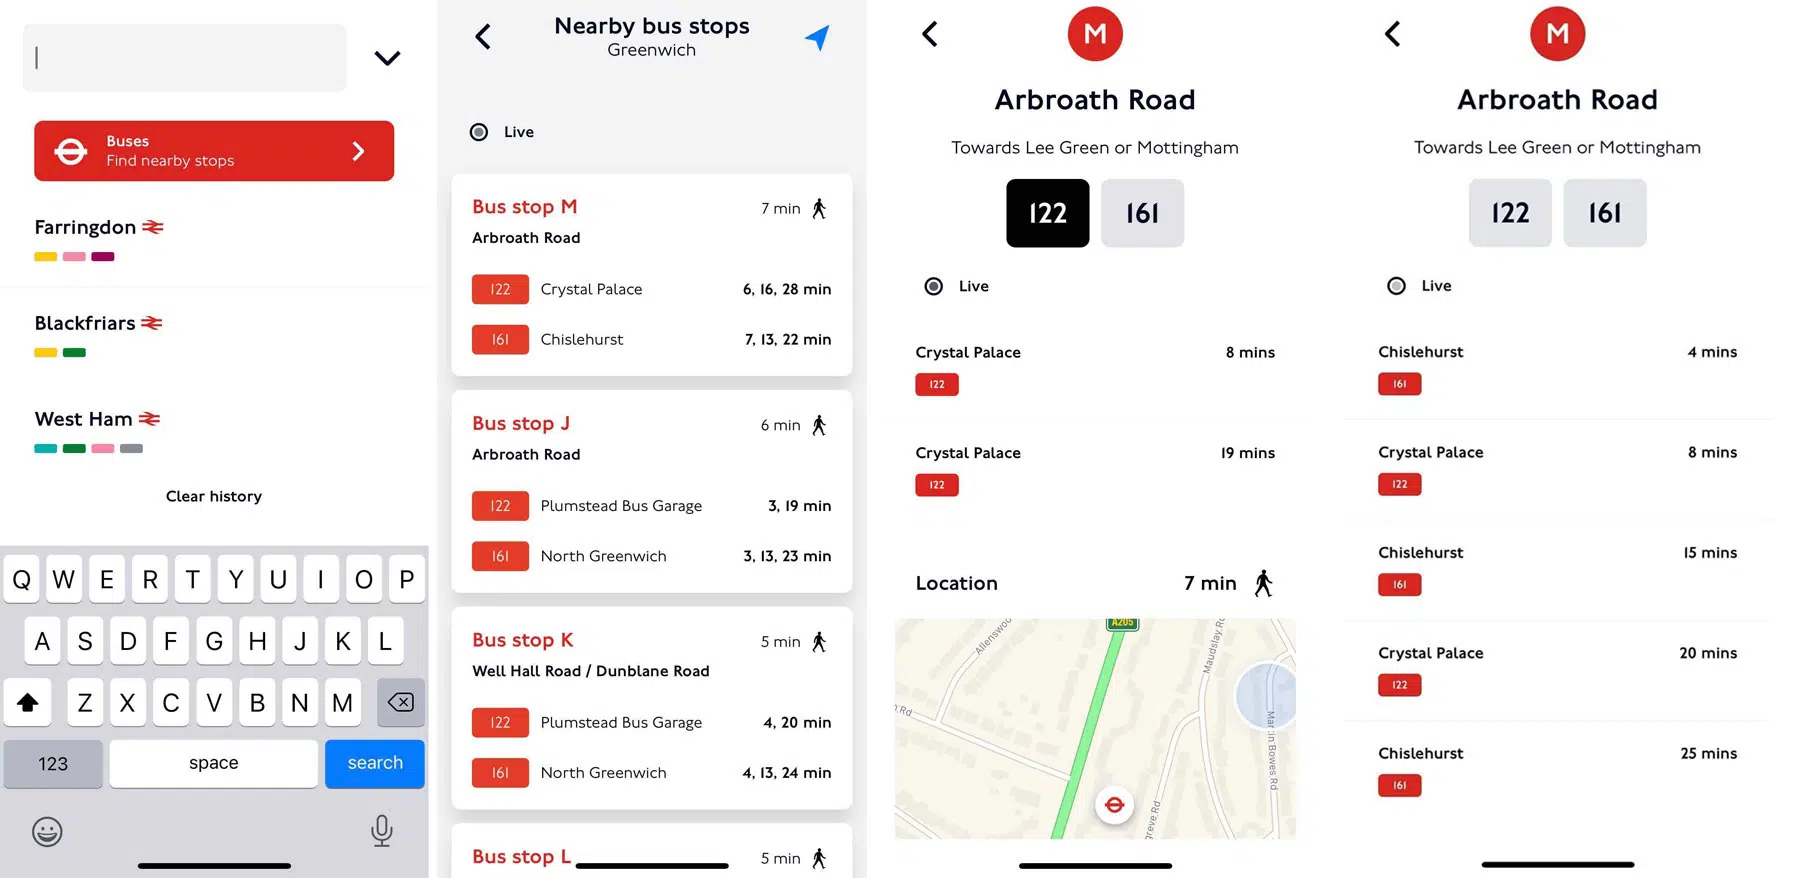 Buses
Find nearby stops
Farringdon
Blackfriars
West Ham
Clear history
Q W E R T Y U I O P
A S D F G H J K L
Z X C V B N M
123 space search
Nearby bus stops
Greenwich
Live
Bus stop M 7 min
Arbroath Road
122 Crystal Palace 6, 16, 28 min
161 Chislehurst 7, 13, 22 min
Bus stop J 6 min
Arbroath Road
122 Plumstead Bus Garage 3, 19 min
161 North Greenwich 3, 13, 23 min
Bus stop K 5 min
Well Hall Road / Dunblane Road
122 Plumstead Bus Garage 4, 20 min
161 North Greenwich 4, 13, 24 min
Bus stop L 5 min
M
Arbroath Road
Towards Lee Green or Mottingham
122 161
Live
Crystal Palace 8 mins
122
Crystal Palace 19 mins
122
Location 7 min
A205
Maudslay Rd
Rd
M
Arbroath Road
Towards Lee Green or Mottingham
122 161
Live
Chislehurst 4 mins
161
Crystal Palace 8 mins
122
Chislehurst 15 mins
161
Crystal Palace 20 mins
122
Chislehurst 25 mins
161